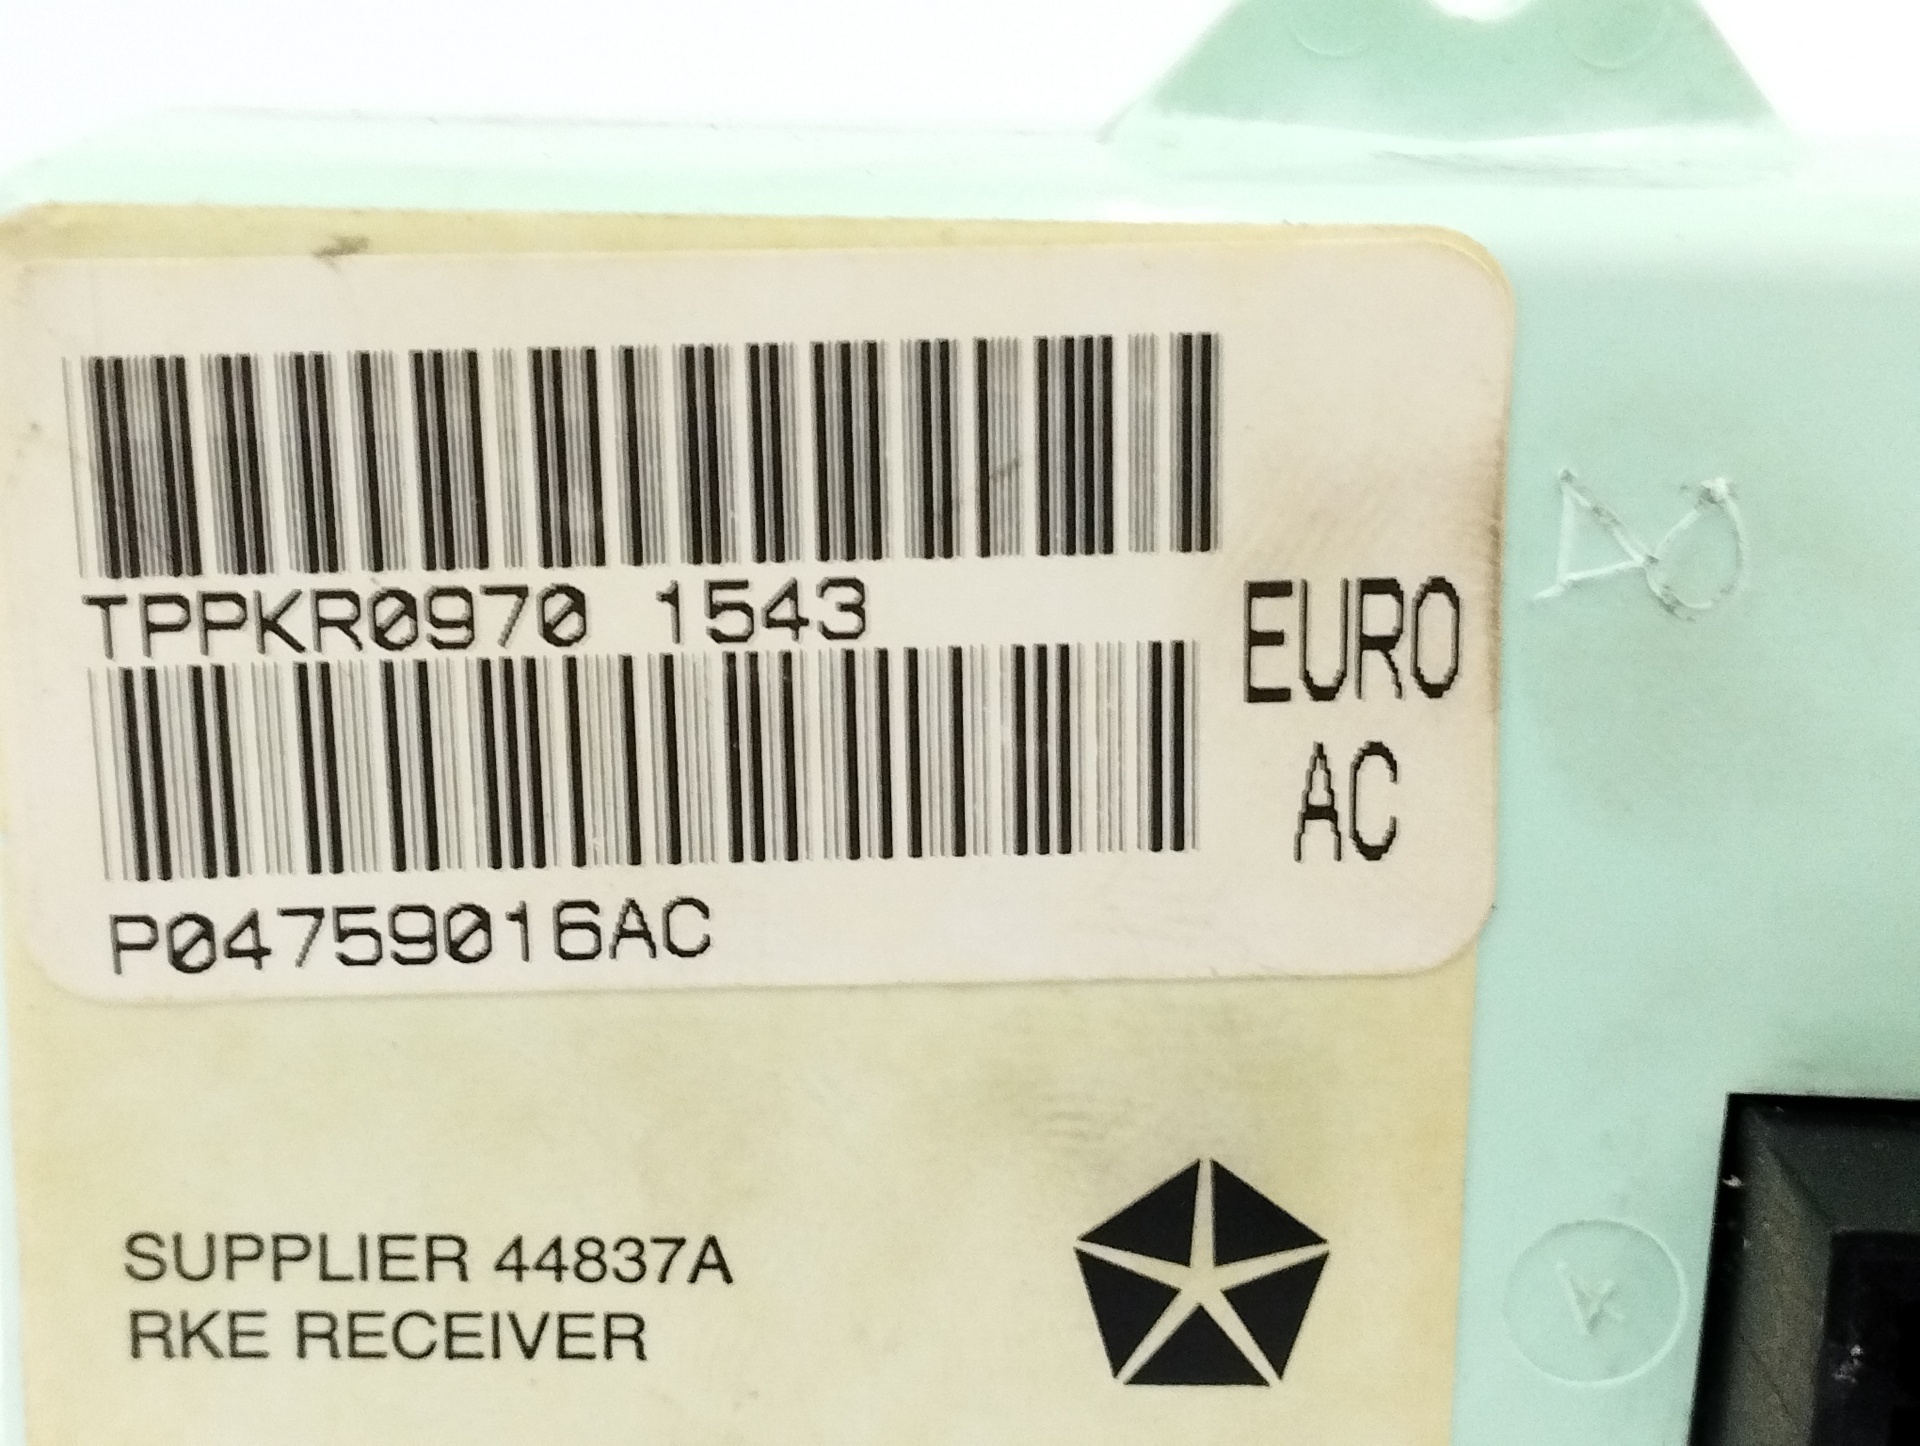 TPPKR0970 1543
EURO
AC
P04759016AC
SUPPLIER 44837A
RKE RECEIVER